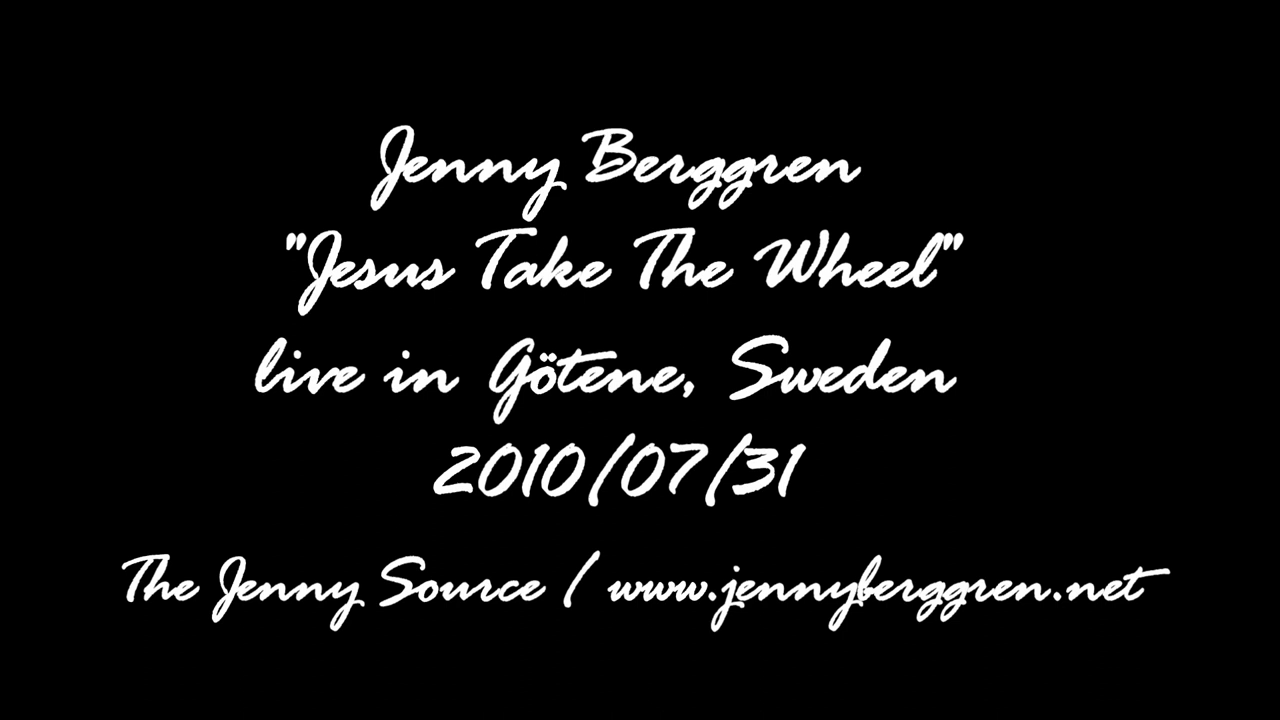 Jenny Berggren
"Jesus Take The Wheel"
live in Götene, Sweden
2010/07/31
The Jenny Source / www.jennyberggren.net